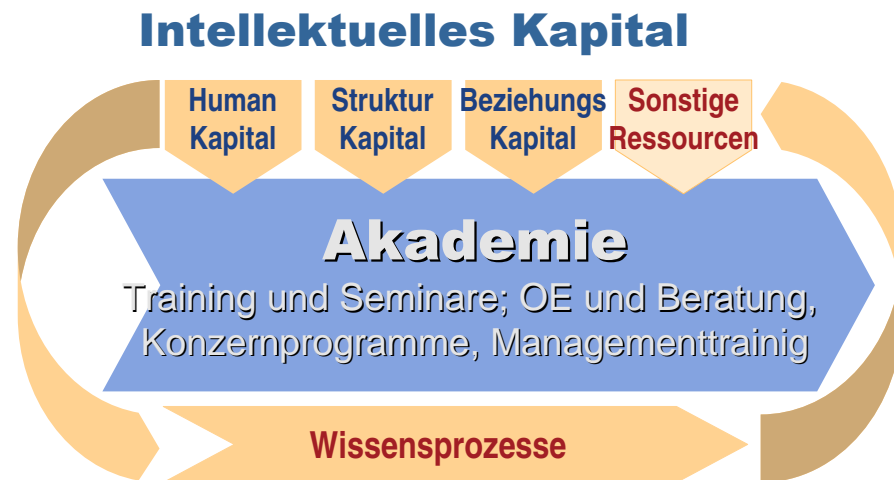 Intellektuelles Kapital
Human
Kapital
Struktur
Kapital
Beziehungs
Kapital
Sonstige
Ressourcen
Akademie
Training und Seminare; OE und Beratung,
Konzernprogramme, Managementtrainig
Wissensprozesse